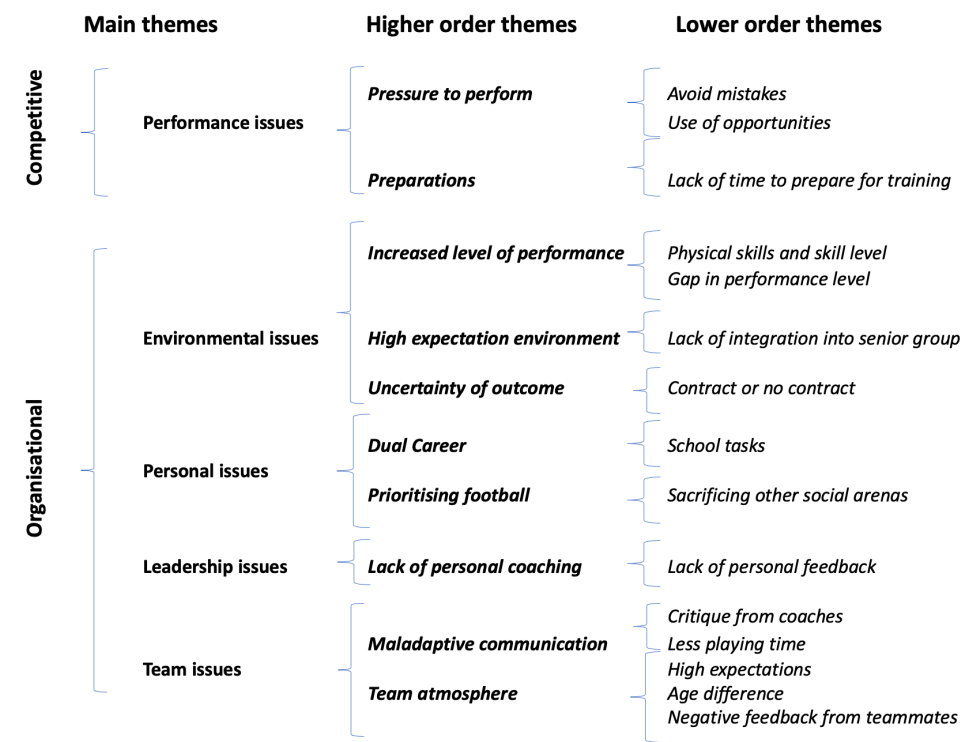 Main themes Higher order themes Lower order themes
Competitive
Performance issues
Pressure to perform
Avoid mistakes
Use of opportunities
Preparations
Lack of time to prepare for training
Organisational
Environmental issues
Increased level of performance
Physical skills and skill level
Gap in performance level
High expectation environment
Lack of integration into senior group
Uncertainty of outcome
Contract or no contract
Personal issues
Dual Career
School tasks
Prioritising football
Sacrificing other social arenas
Leadership issues
Lack of personal coaching
Lack of personal feedback
Team issues
Maladaptive communication
Critique from coaches
Less playing time
Team atmosphere
High expectations
Age difference
Negative feedback from teammates